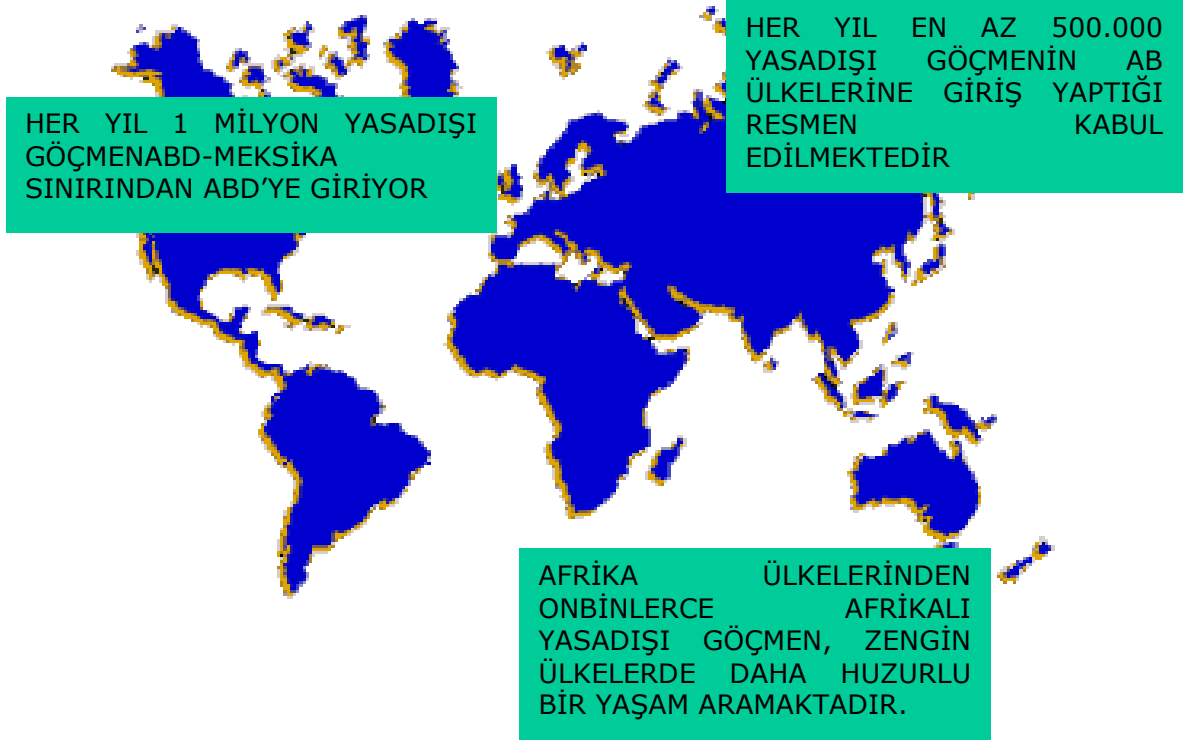 HER YIL EN AZ 500.000
YASADIŞI GÖÇMENİN AB
ÜLKELERİNE GİRİŞ YAPTIĞI
RESMEN KABUL
EDİLMEKTEDİR
HER YIL 1 MİLYON YASADIŞI
GÖÇMENABD-MEKSİKA
SINIRINDAN ABD’YE GİRİYOR
AFRİKA ÜLKELERİNDEN
ONBİNLERCE AFRİKALI
YASADIŞI GÖÇMEN, ZENGİN
ÜLKELERDE DAHA HUZURLU
BİR YAŞAM ARAMAKTADIR.